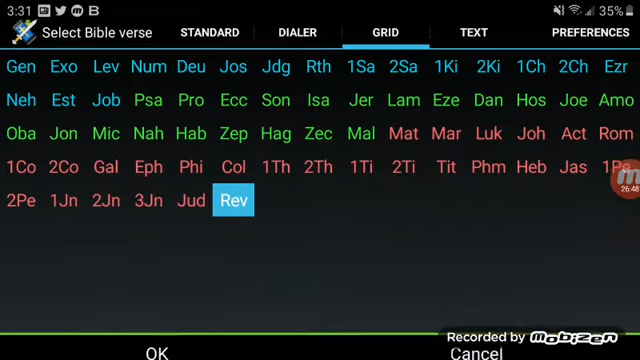 3:31 B 35%
Select Bible verse STANDARD DIALER GRID TEXT PREFERENCES
Gen Exo Lev Num Deu Jos Jdg Rth 1Sa 2Sa 1Ki 2Ki 1Ch 2Ch Ezr
Neh Est Job Psa Pro Ecc Son Isa Jer Lam Eze Dan Hos Joe Amo
Oba Jon Mic Nah Hab Zep Hag Zec Mal Mat Mar Luk Joh Act Rom
1Co 2Co Gal Eph Phi Col 1Th 2Th 1Ti 2Ti Tit Phm Heb Jas 1Pe
26:48
2Pe 1Jn 2Jn 3Jn Jud Rev
Recorded by mobizen
OK Cancel